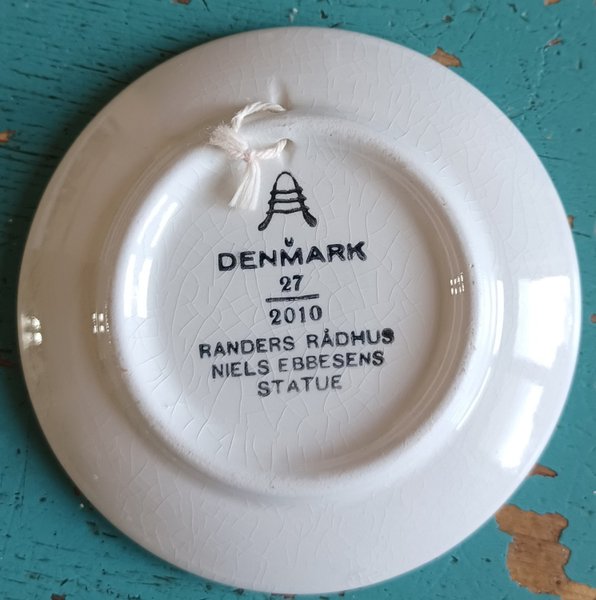 DENMARK
27
2010
RANDERS RÅDHUS
NIELS EBBESENS
STATUE